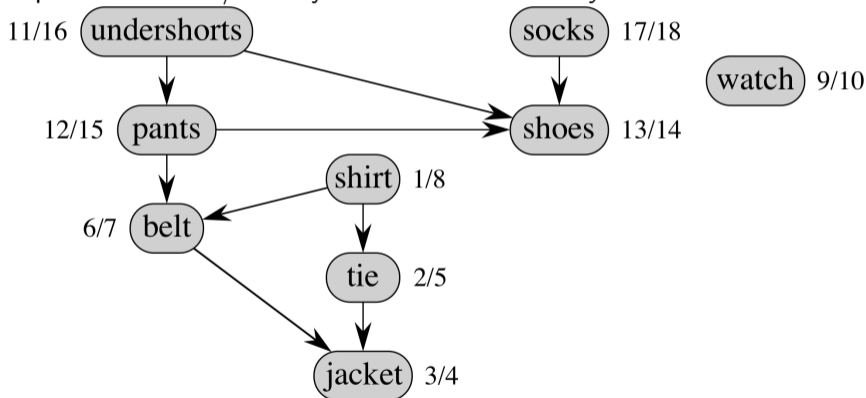 11/16 undershorts socks 17/18
watch 9/10
12/15 pants shoes 13/14
shirt 1/8
6/7 belt
tie 2/5
jacket 3/4